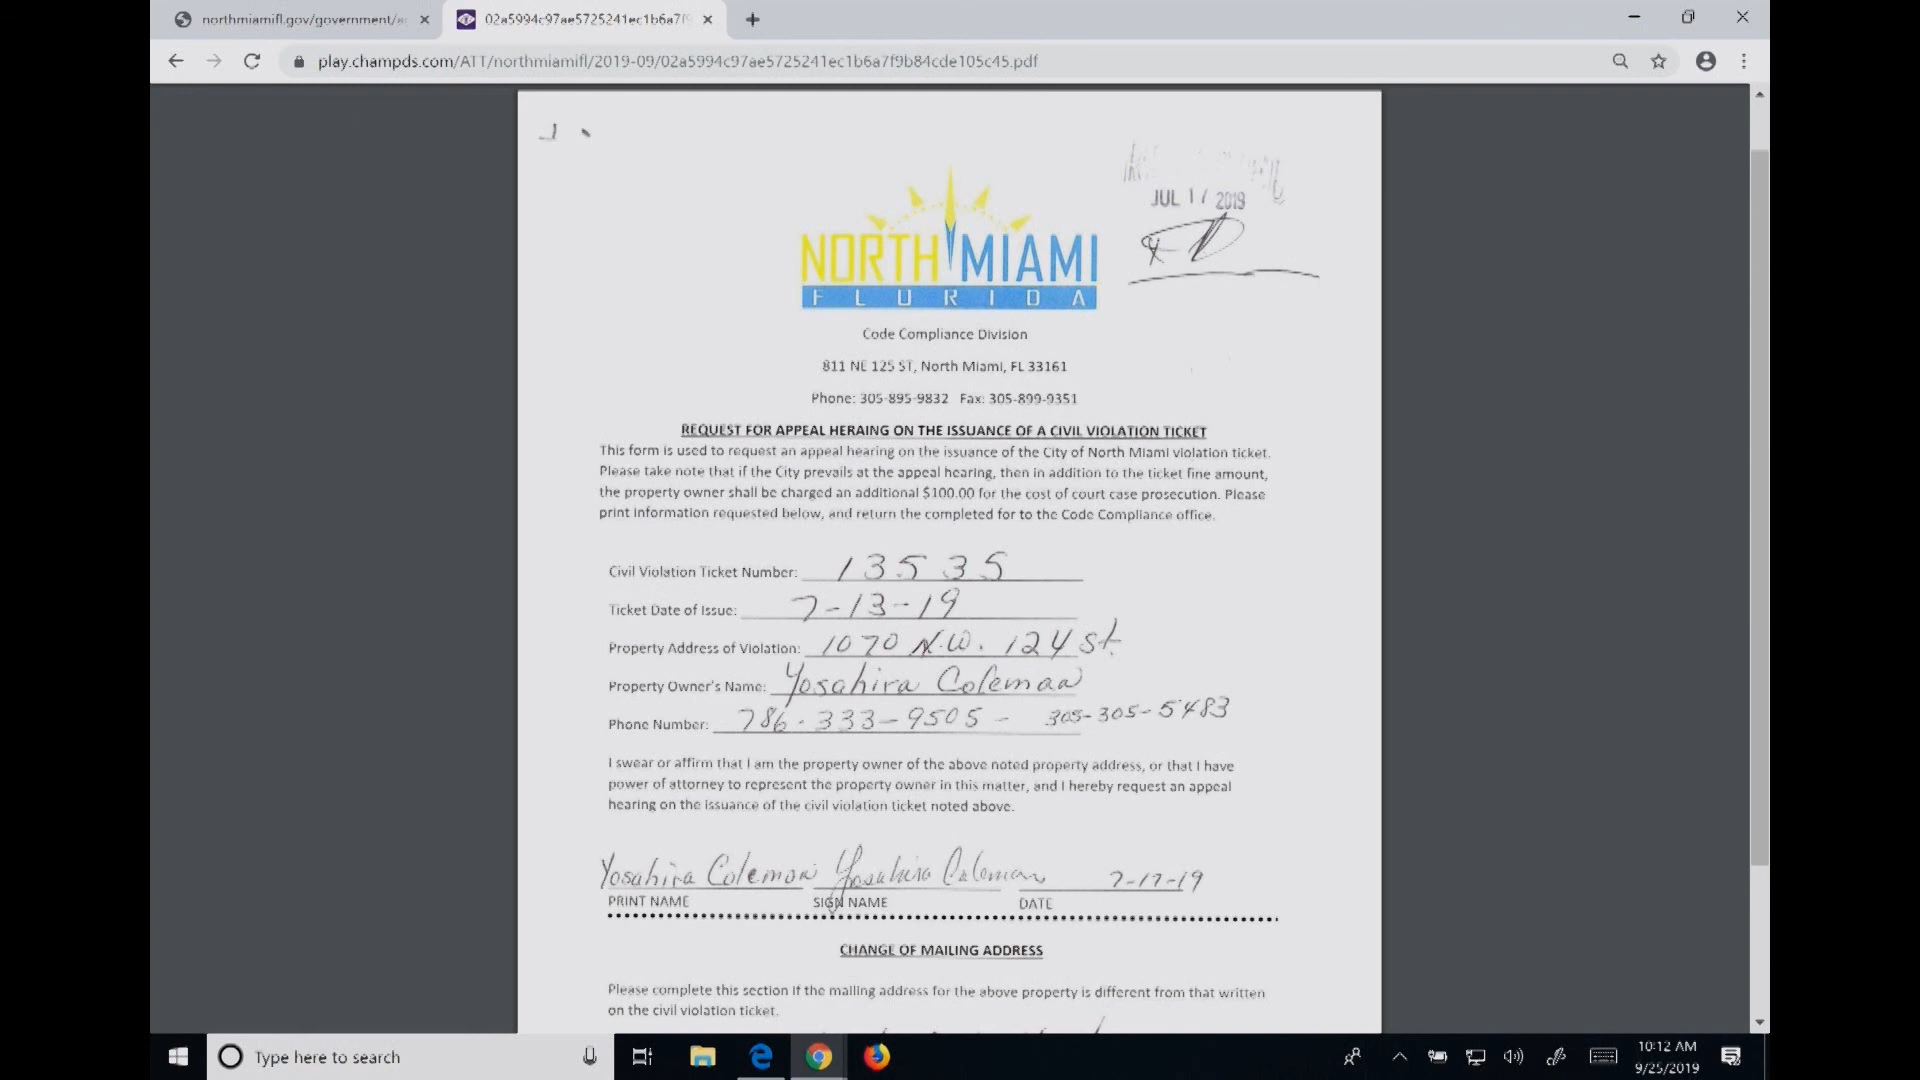 northmiamifl.gov/government/a
02a5994c97ae5725241ec1b6a7f9
play.champds.com/ATT/northmiamifl/2019-09/02a5994c97ae5725241ec1b6a7f9b84cde105c45.pdf
JUL 17 2019
NORTH MIAMI
FLORIDA
Code Compliance Division
811 NE 125 ST, North Miami, FL 33161
Phone: 305-895-9832 Fax: 305-899-9351
REQUEST FOR APPEAL HERAING ON THE ISSUANCE OF A CIVIL VIOLATION TICKET
This form is used to request an appeal hearing on the issuance of the City of North Miami violation ticket.
Please take note that if the City prevails at the appeal hearing, then in addition to the ticket fine amount,
the property owner shall be charged an additional $100.00 for the cost of court case prosecution. Please
print information requested below, and return the completed for to the Code Compliance office.
Civil Violation Ticket Number: 13535
Ticket Date of Issue: 7-13-19
Property Address of Violation: 1070 N.W. 124 St.
Property Owner's Name: Yosahira Coleman
Phone Number: 786-333-9505 - 305-305-5483
I swear or affirm that I am the property owner of the above noted property address, or that I have
power of attorney to represent the property owner in this matter, and I hereby request an appeal
hearing on the issuance of the civil violation ticket noted above.
Yosahira Coleman Yosahira Coleman 7-17-19
PRINT NAME SIGN NAME DATE
CHANGE OF MAILING ADDRESS
Please complete this section if the mailing address for the above property is different from that written
on the civil violation ticket.
Type here to search
10:12 AM
9/25/2019